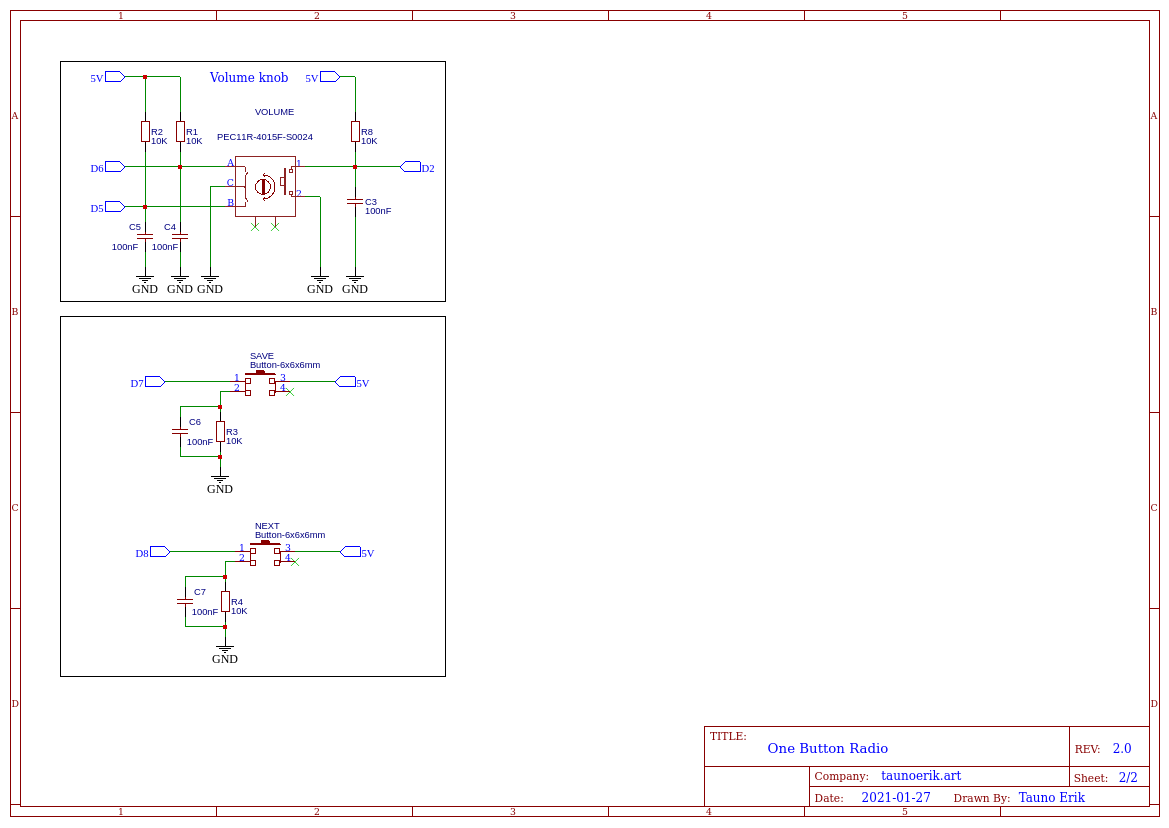 1 2 3 4 5
A A
B B
C C
D D
5V Volume knob 5V
VOLUME
R2 10K R1 10K PEC11R-4015F-S0024 R8 10K
D6 A 1 D2
C 2
D5 B
C3 100nF
C5 C4
100nF 100nF
GND GND GND GND GND
SAVE
Button-6x6x6mm
D7 1 3 5V
2 4
C6
100nF
R3
10K
GND
NEXT
Button-6x6x6mm
D8 1 3 5V
2 4
C7
100nF
R4
10K
GND
TITLE:
One Button Radio
REV: 2.0
Company: taunoerik.art
Sheet: 2/2
Date: 2021-01-27 Drawn By: Tauno Erik
1 2 3 4 5